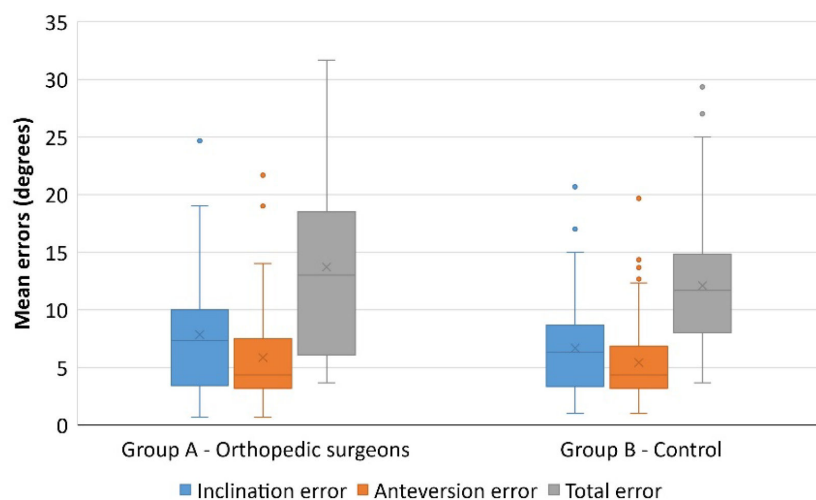 35
30
25
20
15
10
5
0
Mean errors (degrees)
Group A - Orthopedic surgeons
Group B - Control
Inclination error
Anteversion error
Total error